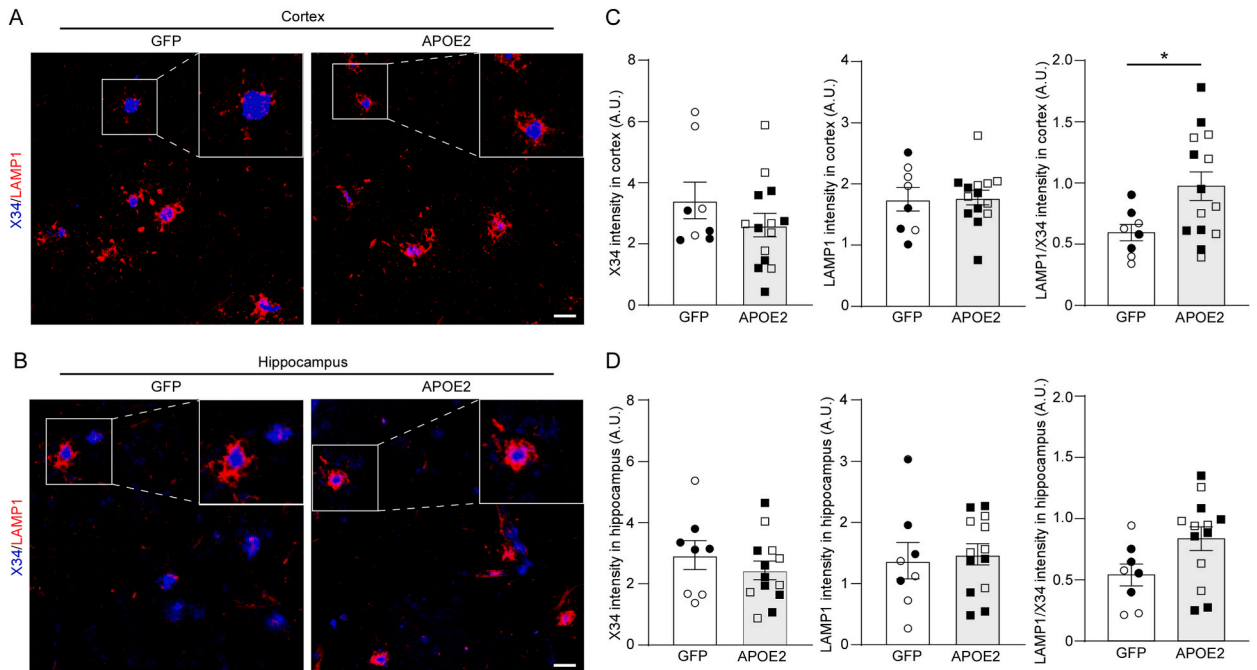 A
Cortex
GFP
APOE2
X34/LAMP1
B
Hippocampus
GFP
APOE2
X34/LAMP1
C
X34 intensity in cortex (A.U.)
8
6
4
2
0
GFP
APOE2
LAMP1 intensity in cortex (A.U.)
4
3
2
1
0
GFP
APOE2
LAMP1/X34 intensity in cortex (A.U.)
2.0
1.5
1.0
0.5
0
*
GFP
APOE2
D
X34 intensity in hippocampus (A.U.)
8
6
4
2
0
GFP
APOE2
LAMP1 intensity in hippocampus (A.U.)
4
3
2
1
0
GFP
APOE2
LAMP1/X34 intensity in hippocampus (A.U.)
2.0
1.5
1.0
0.5
0
GFP
APOE2